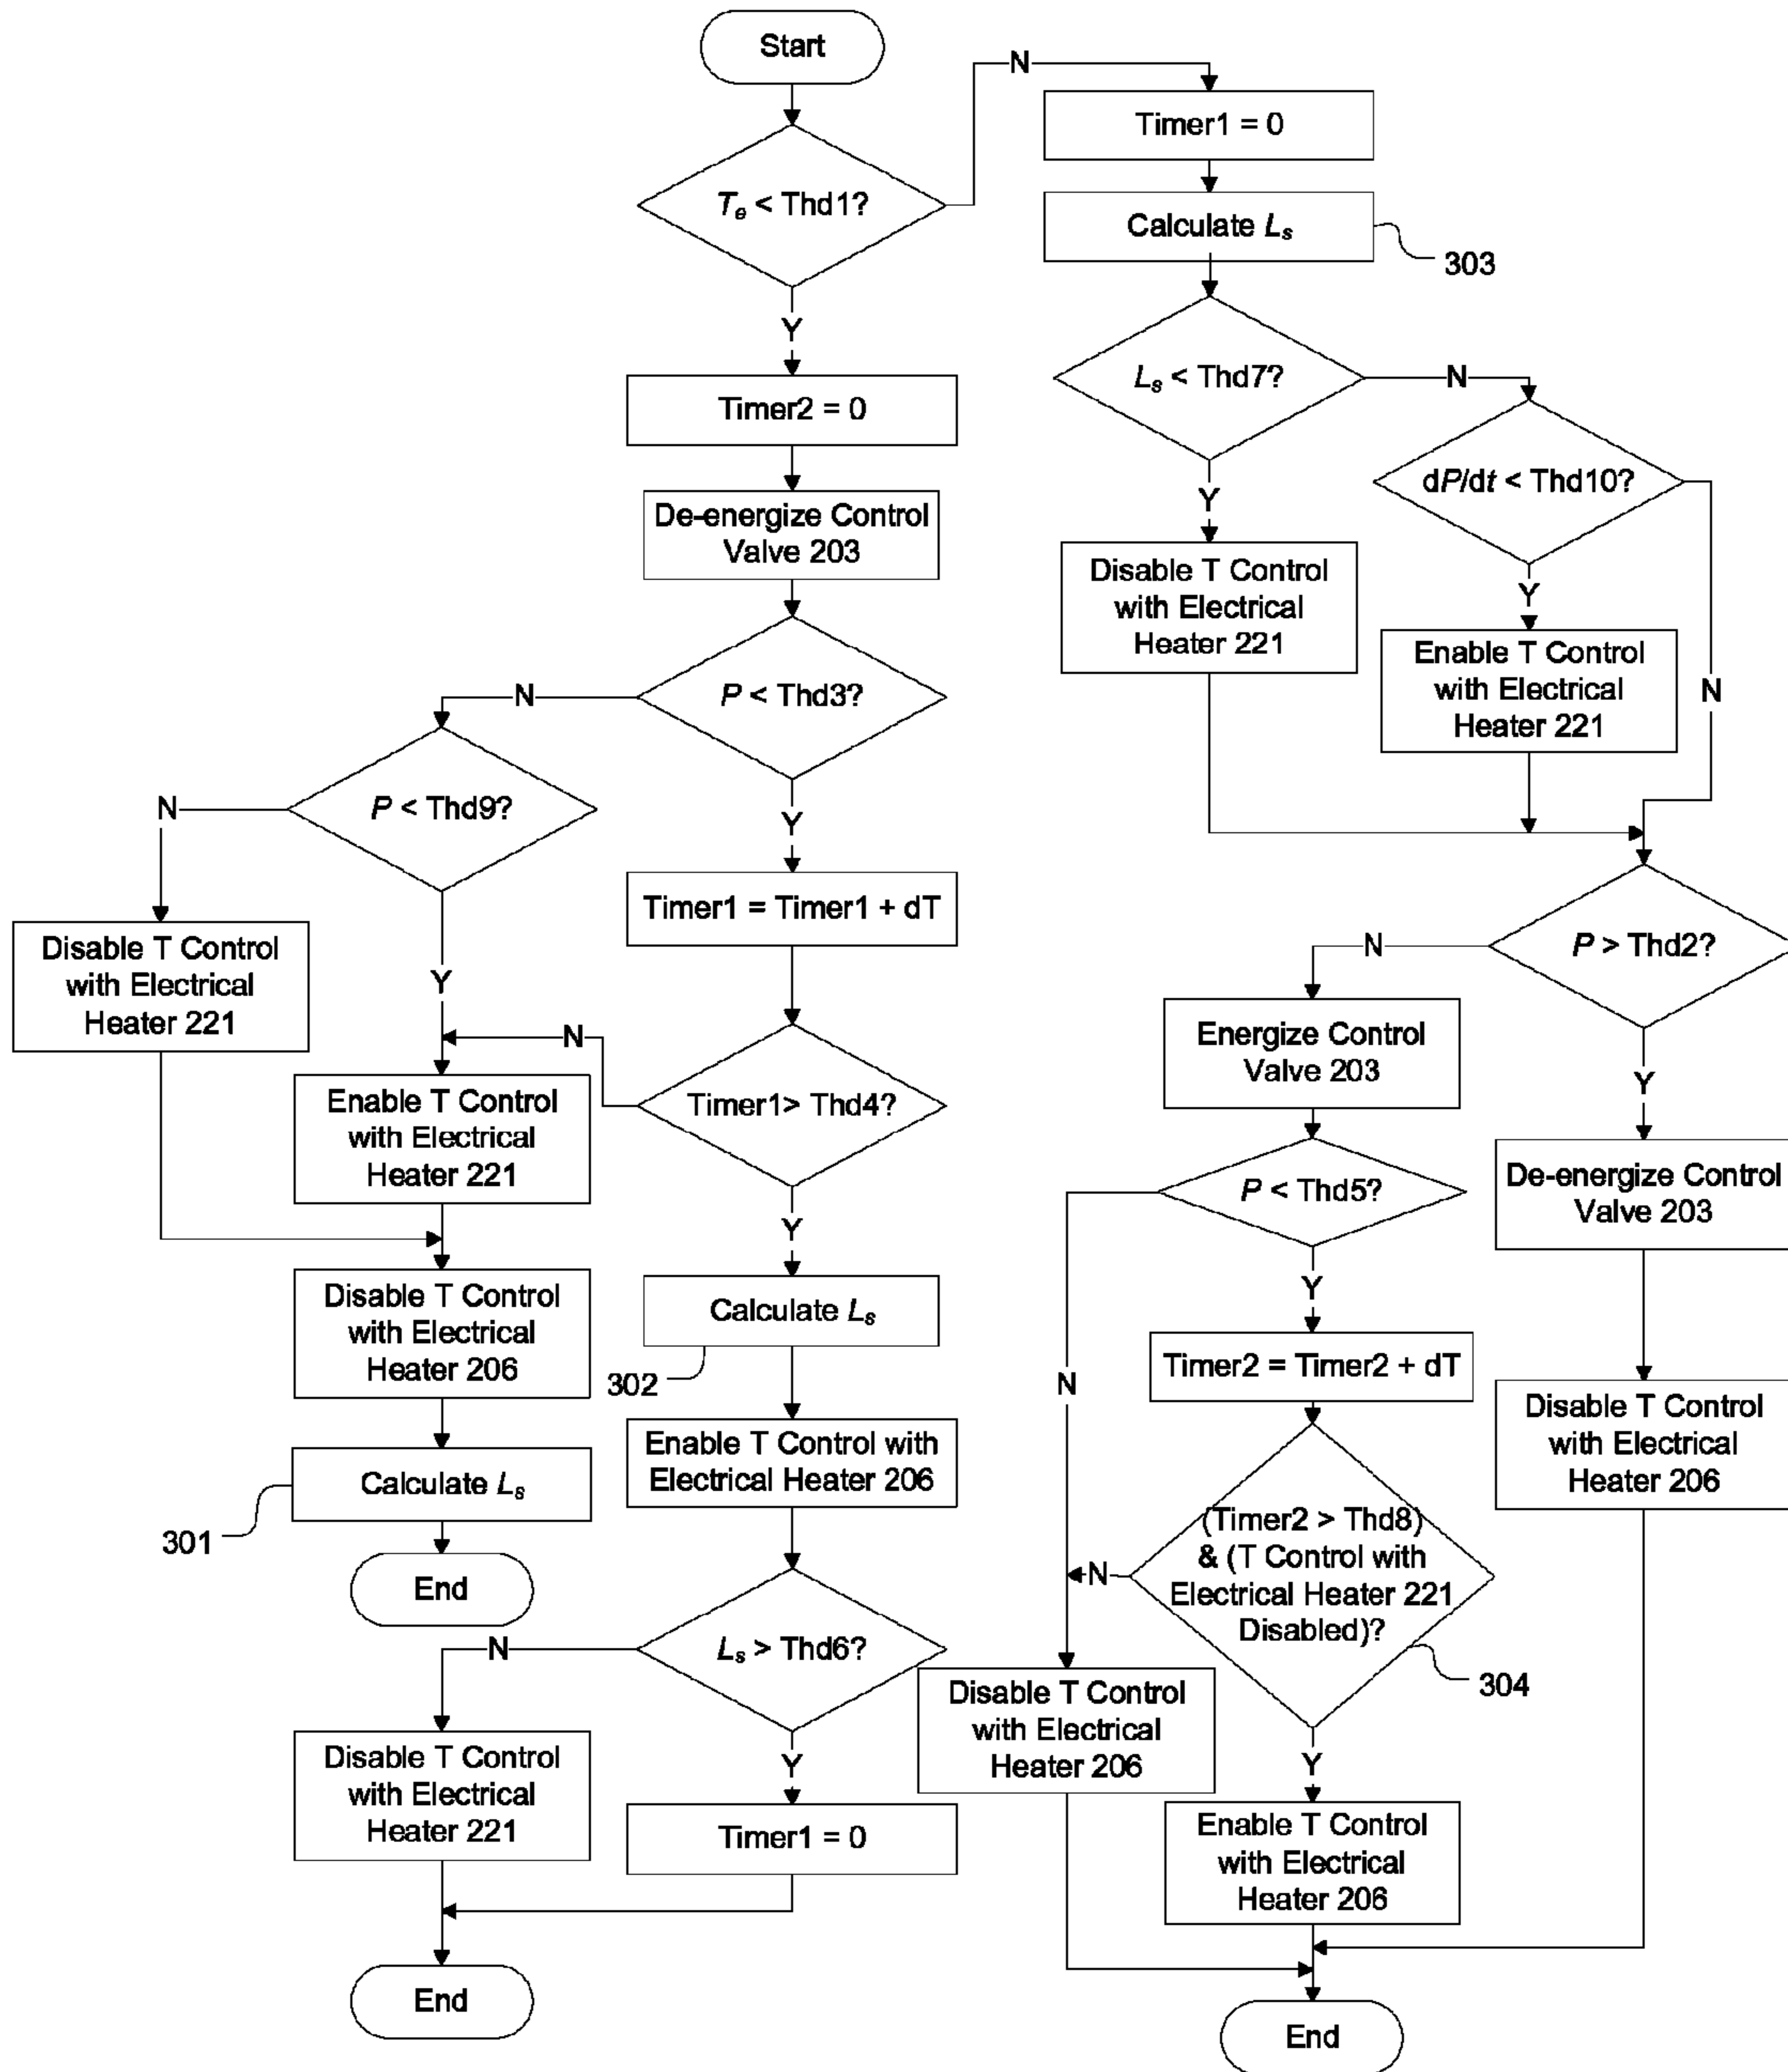 Start
N
Timer1 = 0
Te < Thd1?
Calculate Ls
303
Y
Ls < Thd7?
N
Timer2 = 0
dP/dt < Thd10?
Y
De-energize Control
Valve 203
Disable T Control
with Electrical
Heater 221
Y
Enable T Control
with Electrical
Heater 221
N
N
P < Thd3?
N
P < Thd9?
Y
Timer1 = Timer1 + dT
Disable T Control
with Electrical
Heater 221
Y
N
P > Thd2?
N
Energize Control
Valve 203
Y
Enable T Control
with Electrical
Heater 221
Timer1> Thd4?
P < Thd5?
De-energize Control
Valve 203
Y
Y
Disable T Control
with Electrical
Heater 206
Calculate Ls
302
N
Timer2 = Timer2 + dT
Disable T Control
with Electrical
Heater 206
Enable T Control with
Electrical Heater 206
Calculate Ls
301
End
(Timer2 > Thd8)
& (T Control with
Electrical Heater 221
Disabled)?
N
304
N
Ls > Thd6?
Disable T Control
with Electrical
Heater 206
Y
Y
Disable T Control
with Electrical
Heater 221
Timer1 = 0
Enable T Control
with Electrical
Heater 206
End
End